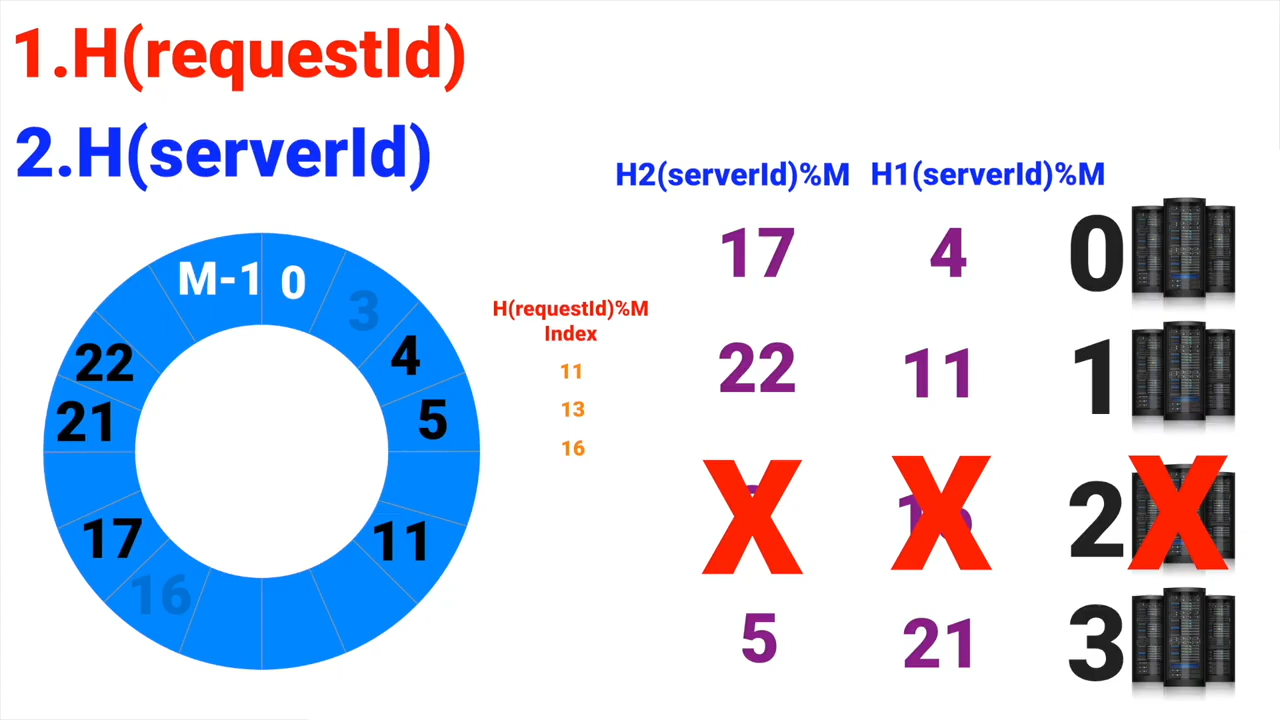 1.H(requestId)
2.H(serverId)
H2(serverId)%M H1(serverId)%M
17 4 0
M-1 0
3
H(requestId)%M
Index
22 4
22 11 1
11
21 5
13
16
X X 2 X
17 11
16
5 21 3